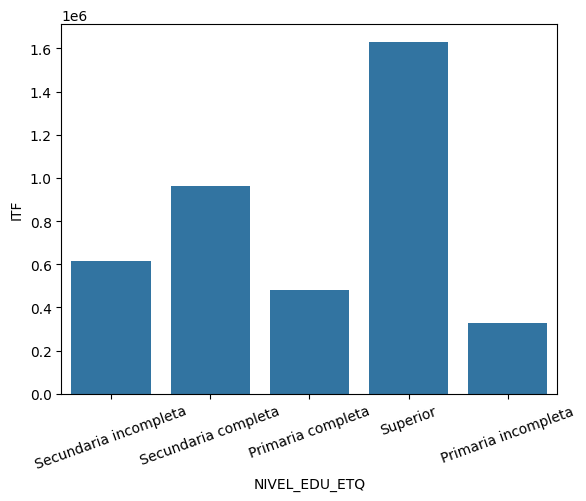 1e6
1.6
1.4
1.2
1.0
0.8
0.6
0.4
0.2
0.0
ITF
Secundaria incompleta
Secundaria completa
Primaria completa
Superior
Primaria incompleta
NIVEL_EDU_ETQ